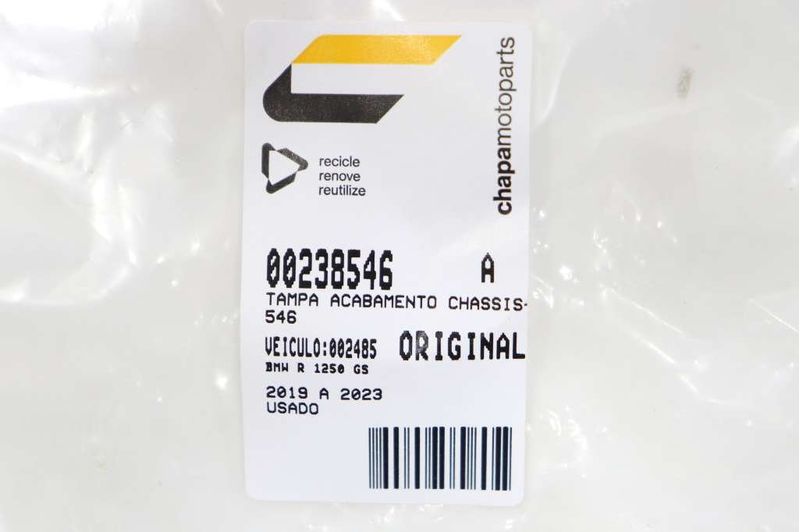 chapamotoparts
recicle
renove
reutilize
00238546 A
TAMPA ACABAMENTO CHASSIS-
546
VEICULO:002485 ORIGINAL
BMW R 1250 GS
2019 A 2023
USADO